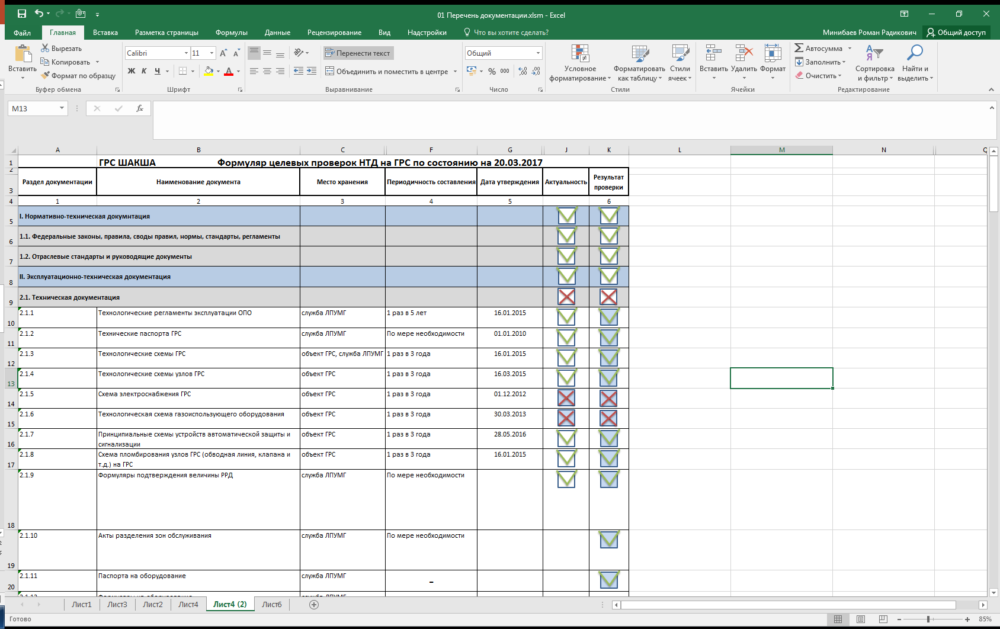 01 Перечень документации.xlsm - Excel
Файл Главная Вставка Разметка страницы Формулы Данные Рецензирование Вид Надстройки Что вы хотите сделать? Минибаев Роман Радикович Общий доступ
Вставить
Вырезать
Копировать
Формат по образцу
Буфер обмена
Calibri 11
Ж К Ч
Шрифт
Перенести текст
Объединить и поместить в центре
Выравнивание
Общий
% 000
Число
Условное форматирование
Форматировать как таблицу
Стили ячеек
Стили
Вставить Удалить Формат
Ячейки
Автосумма
Заполнить
Очистить
Сортировка и фильтр
Найти и выделить
Редактирование
M13 fx
A B C F G J K L M N Q
1 ГРС ШАКША Формуляр целевых проверок НТД на ГРС по состоянию на 20.03.2017
2
3 Раздел документации Наименование документа Место хранения Периодичность составления Дата утверждения Актуальность Результат проверки
4 1 2 3 4 5 6
5 I. Нормативно-техническая докумнтация
6 1.1. Федеральные законы, правила, своды правил, нормы, стандарты, регламенты
7 1.2. Отраслевые стандарты и руководящие документы
8 II. Эксплуатационно-техническая документация
9 2.1. Техническая документация
10 2.1.1 Технологические регламенты эксплуатации ОПО служба ЛПУМГ 1 раз в 5 лет 16.01.2015
11 2.1.2 Технические паспорта ГРС служба ЛПУМГ По мере необходимости 01.01.2010
12 2.1.3 Технологические схемы ГРС объект ГРС, служба ЛПУМГ 1 раз в 3 года 16.01.2015
13 2.1.4 Технологические схемы узлов ГРС объект ГРС 1 раз в 3 года 16.03.2015
14 2.1.5 Схема электроснабжения ГРС объект ГРС 1 раз в 3 года 01.12.2012
15 2.1.6 Технологическая схема газоиспользующего оборудования объект ГРС 1 раз в 3 года 30.03.2013
16 2.1.7 Принципиальные схемы устройств автоматической защиты и сигнализации объект ГРС 1 раз в 3 года 28.05.2016
17 2.1.8 Схема пломбирования узлов ГРС (обводная линия, клапана и т.д.) на ГРС объект ГРС 1 раз в 3 года 16.01.2015
18 2.1.9 Формуляры подтверждения величины РРД служба ЛПУМГ По мере необходимости
19 2.1.10 Акты разделения зон обслуживания служба ЛПУМГ По мере необходимости
20 2.1.11 Паспорта на оборудование служба ЛПУМГ –
Лист1 Лист3 Лист2 Лист4 Лист4 (2) Лист6
Готово 85%